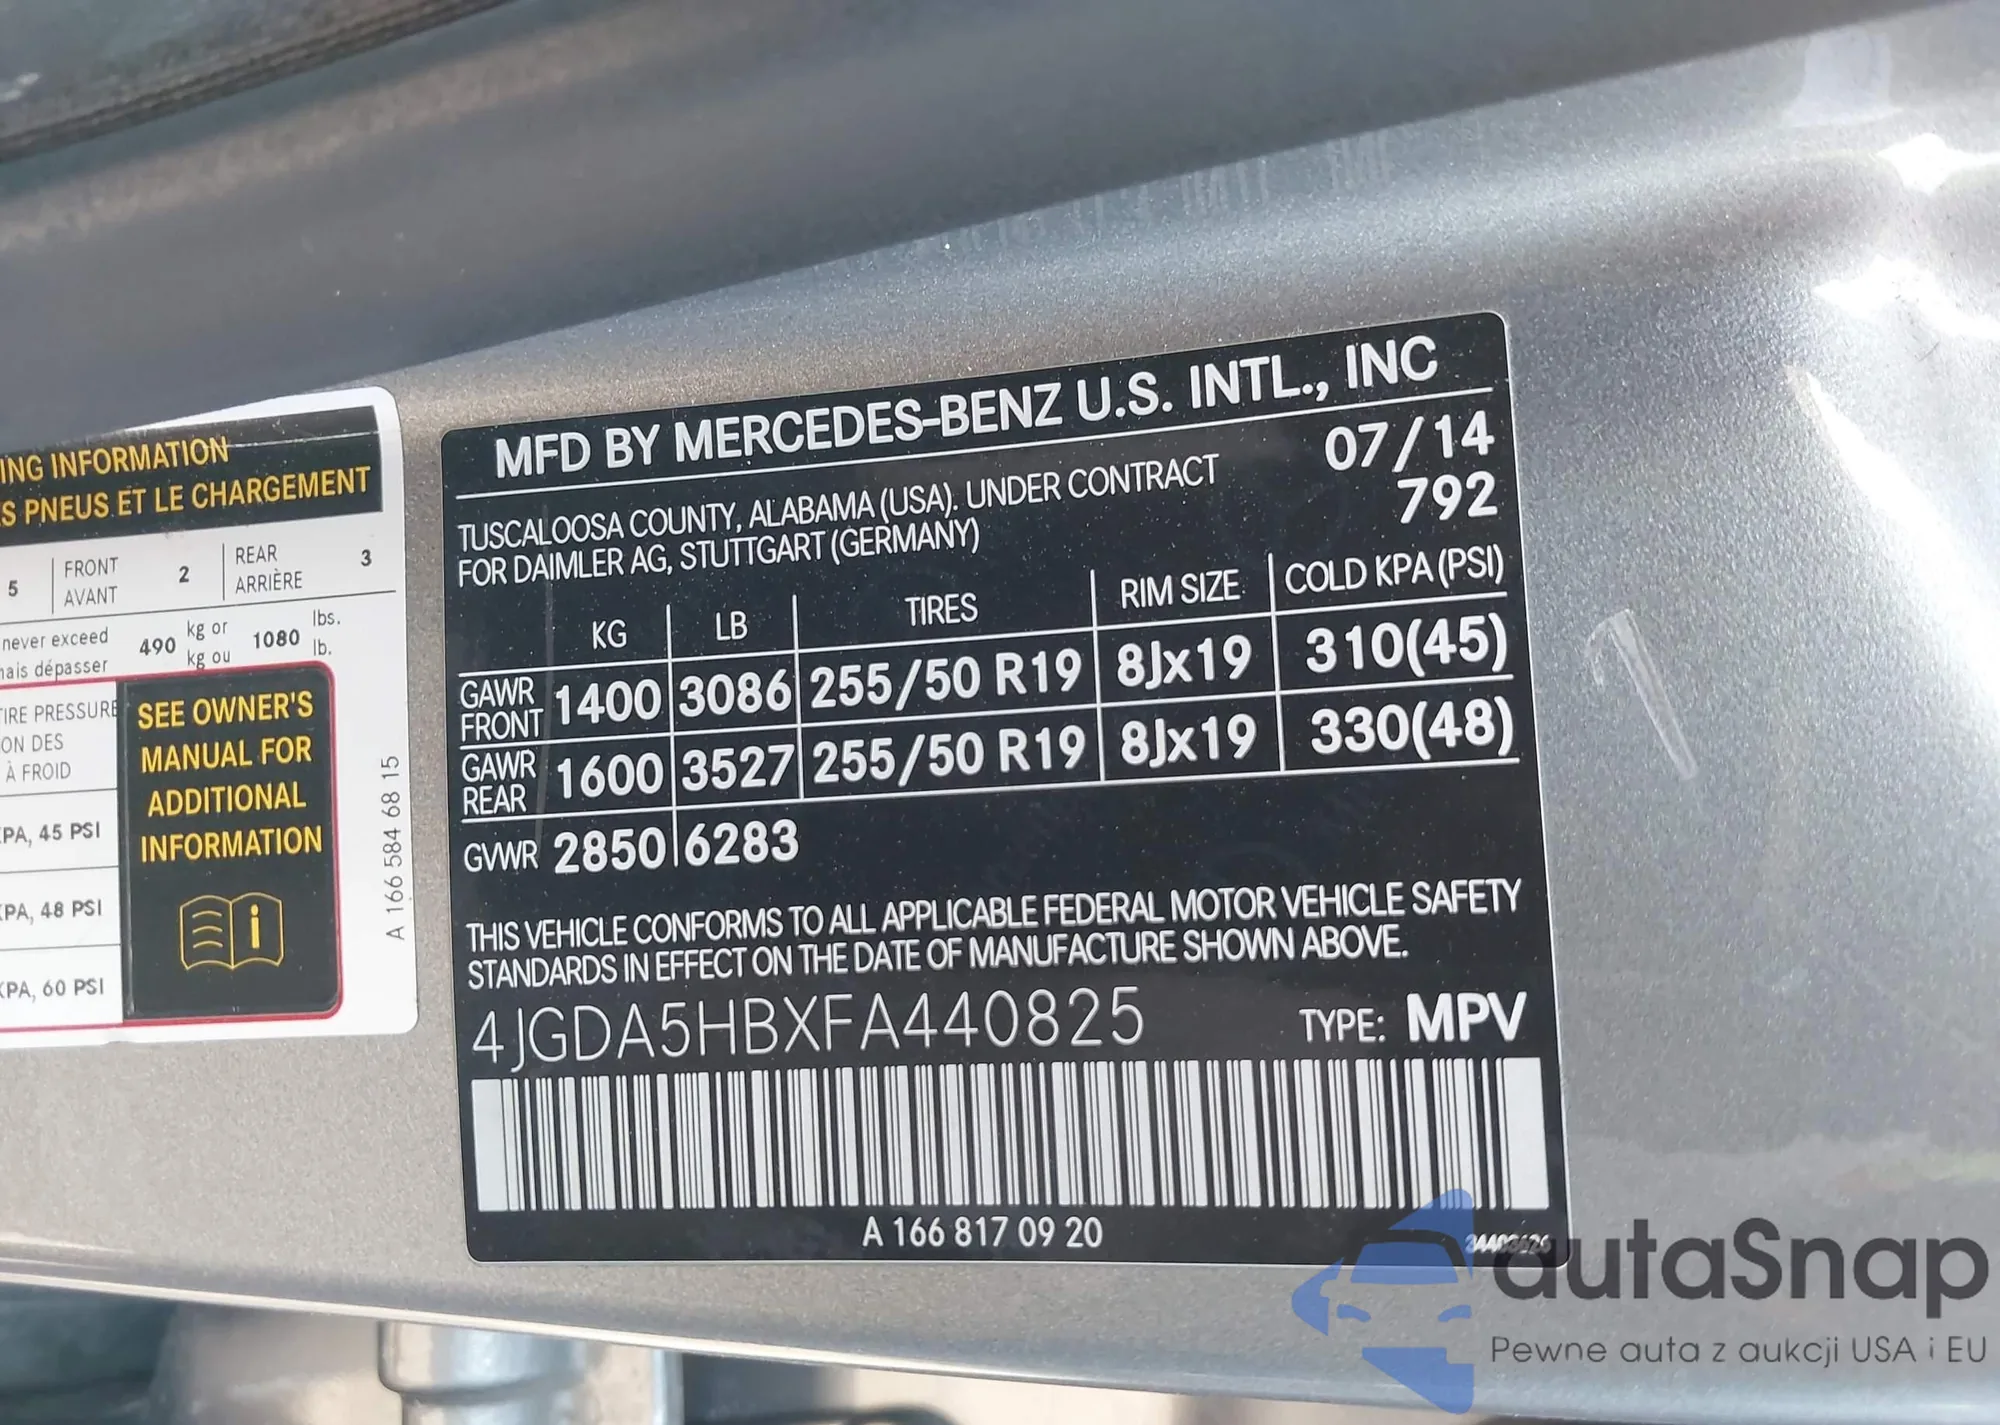 ING INFORMATION
S PNEUS ET LE CHARGEMENT
5 FRONT AVANT 2 REAR ARRIÈRE 3
never exceed
mais dépasser
490 kg or kg ou 1080 lbs. lb.
TIRE PRESSURE
ON DES
À FROID
KPA, 45 PSI
KPA, 48 PSI
KPA, 60 PSI
SEE OWNER'S
MANUAL FOR
ADDITIONAL
INFORMATION
i
A 166 584 68 15
MFD BY MERCEDES-BENZ U.S. INTL., INC
07/14
792
TUSCALOOSA COUNTY, ALABAMA (USA). UNDER CONTRACT
FOR DAIMLER AG, STUTTGART (GERMANY)
KG LB TIRES RIM SIZE COLD KPA (PSI)
GAWR FRONT 1400 3086 255/50 R19 8Jx19 310(45)
GAWR REAR 1600 3527 255/50 R19 8Jx19 330(48)
GVWR 2850 6283
THIS VEHICLE CONFORMS TO ALL APPLICABLE FEDERAL MOTOR VEHICLE SAFETY
STANDARDS IN EFFECT ON THE DATE OF MANUFACTURE SHOWN ABOVE.
4JGDA5HBXFA440825 TYPE: MPV
A 166 817 09 20
autaSnap
Pewne auta z aukcji USA i EU